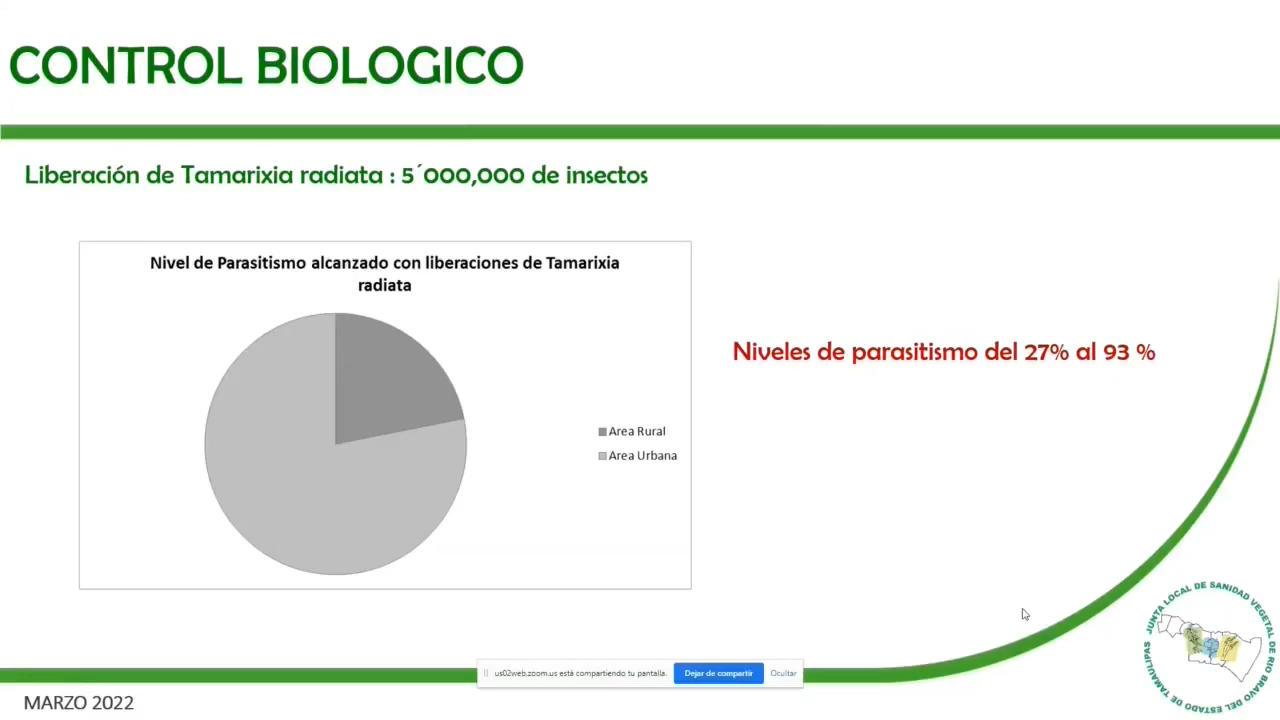 CONTROL BIOLOGICO
Liberación de Tamarixia radiata : 5´000,000 de insectos
Nivel de Parasitismo alcanzado con liberaciones de Tamarixia
radiata
Area Rural
Area Urbana
Niveles de parasitismo del 27% al 93 %
JUNTA LOCAL DE SANIDAD VEGETAL DE RIO BRAVO DEL ESTADO DE TAMAULIPAS
us02web.zoom.us está compartiendo tu pantalla.
Dejar de compartir
Ocultar
MARZO 2022